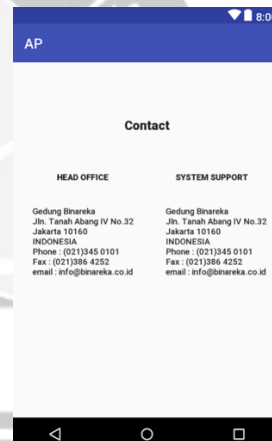 8:00
AP
Contact
HEAD OFFICE
Gedung Binareka
Jln. Tanah Abang IV No.32
Jakarta 10160
INDONESIA
Phone : (021)345 0101
Fax : (021)386 4252
email : info@binareka.co.id
SYSTEM SUPPORT
Gedung Binareka
Jln. Tanah Abang IV No.32
Jakarta 10160
INDONESIA
Phone : (021)345 0101
Fax : (021)386 4252
email : info@binareka.co.id